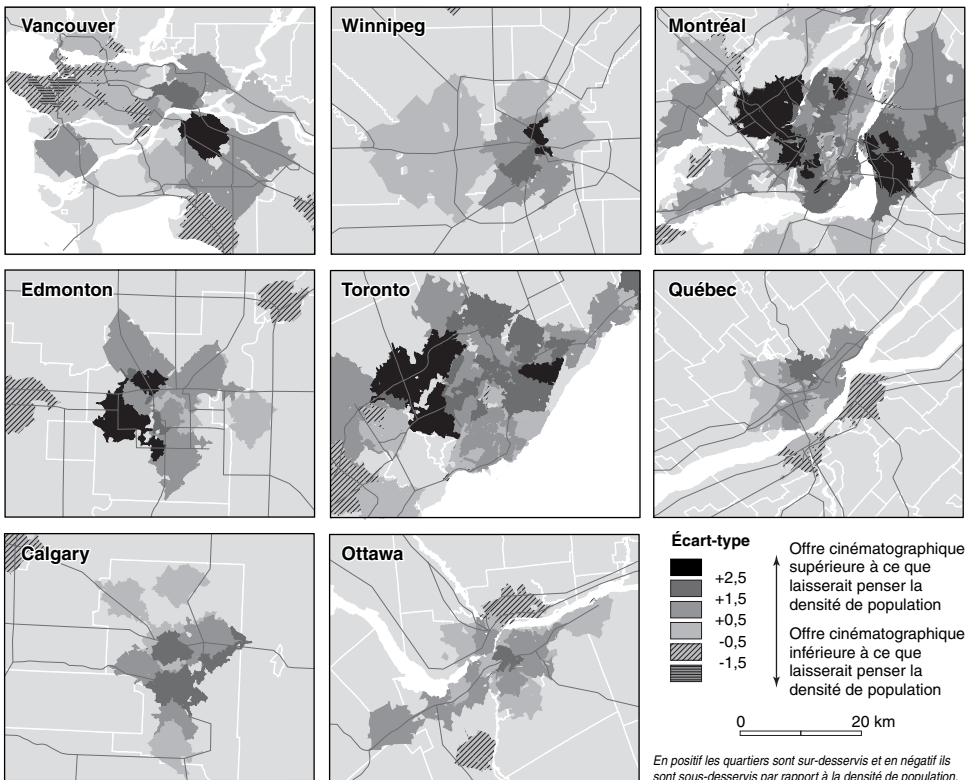 Vancouver
Winnipeg
Montréal
Edmonton
Toronto
Québec
Calgary
Ottawa
Écart-type
+2,5
+1,5
+0,5
-0,5
-1,5
Offre cinématographique
supérieure à ce que
laisserait penser la
densité de population
Offre cinématographique
inférieure à ce que
laisserait penser la
densité de population
0 20 km
En positif les quartiers sont sur-desservis et en négatif ils
sont sous-desservis par rapport à la densité de population.